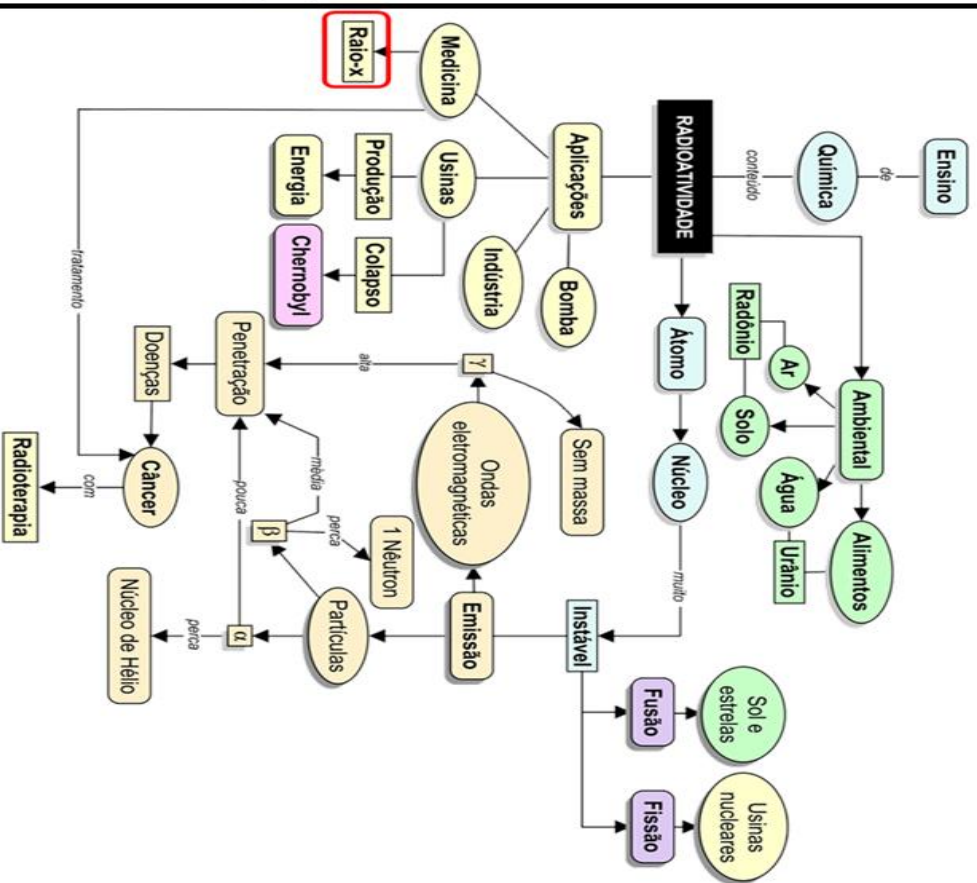 Ensino
de
Química
conteúdo
RADIOATIVIDADE
Aplicações
Medicina
Raio-x
tratamento
Usinas
Produção
Energia
Colapso
Chernobyl
Indústria
Bomba
Átomo
Núcleo
muito
Instável
Ambiental
Ar
Radônio
Solo
Água
Urânio
Alimentos
Fusão
Sol e
estrelas
Fissão
Usinas
nucleares
Emissão
Ondas
eletromagnéticas
γ
Sem massa
alta
Penetração
Doenças
Câncer
com
Radioterapia
Partículas
β
perca
1 Nêutron
média
α
pouca
perca
Núcleo de Hélio